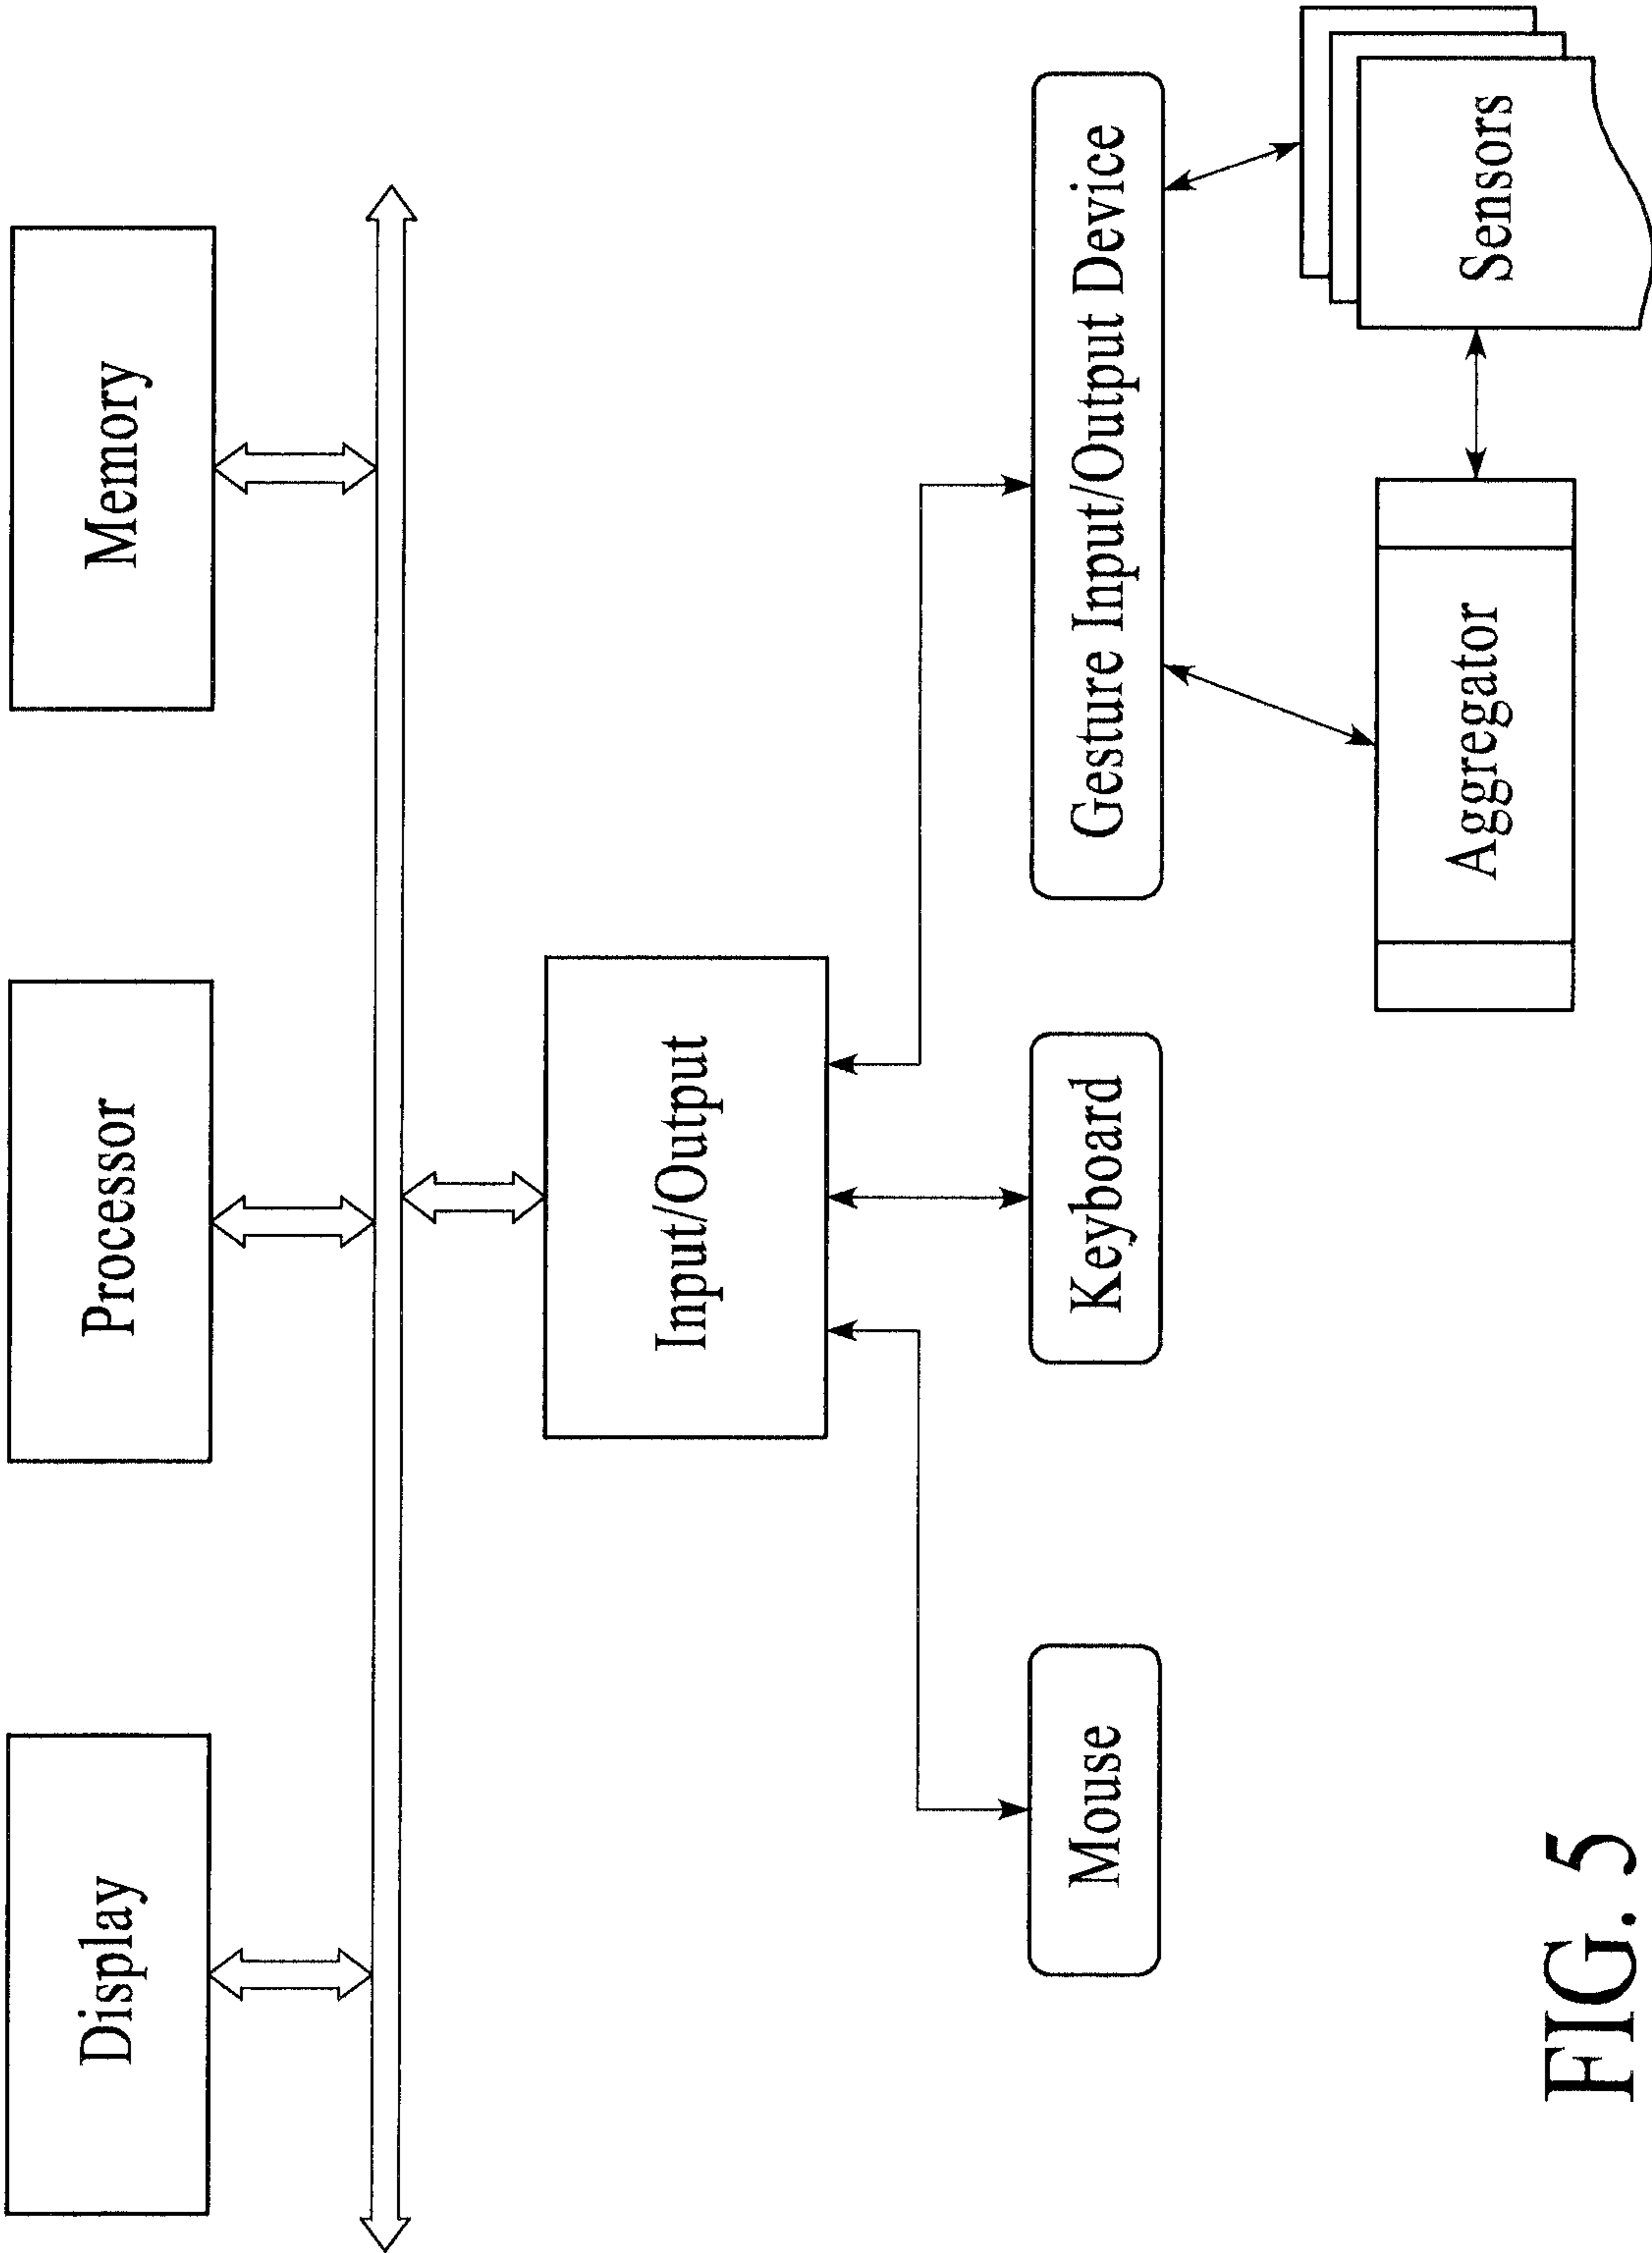 Display
Processor
Memory
Input/Output
Mouse
Keyboard
Gesture Input/Output Device
Aggregator
Sensors
FIG. 5